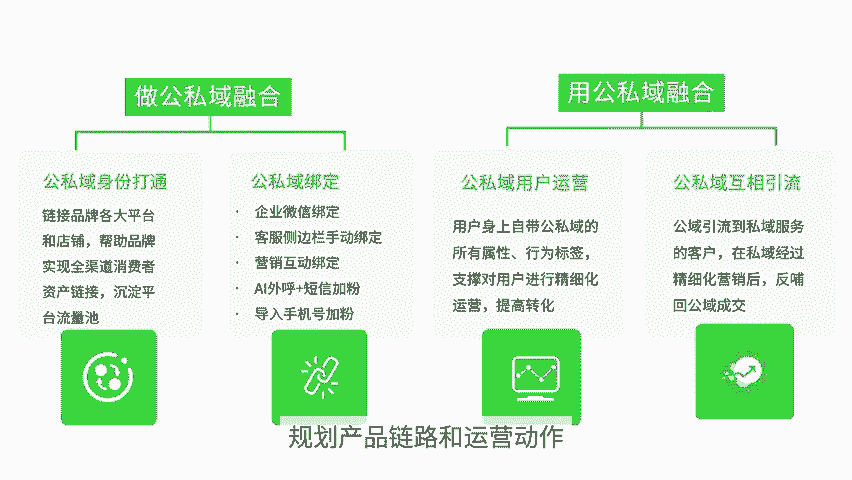 做公私域融合
用公私域融合
公私域身份打通
链接品牌各大平台
和店铺，帮助品牌
实现全渠道消费者
资产链接，沉淀平
台流量池
公私域绑定
· 企业微信绑定
· 客服侧边栏手动绑定
· 营销互动绑定
· AI外呼+短信加粉
· 导入手机号加粉
公私域用户运营
用户身上自带公私域的
所有属性、行为标签，
支撑对用户进行精细化
运营，提高转化
公私域互相引流
公域引流到私域服务
的客户，在私域经过
精细化营销后，反哺
回公域成交
规划产品链路和运营动作